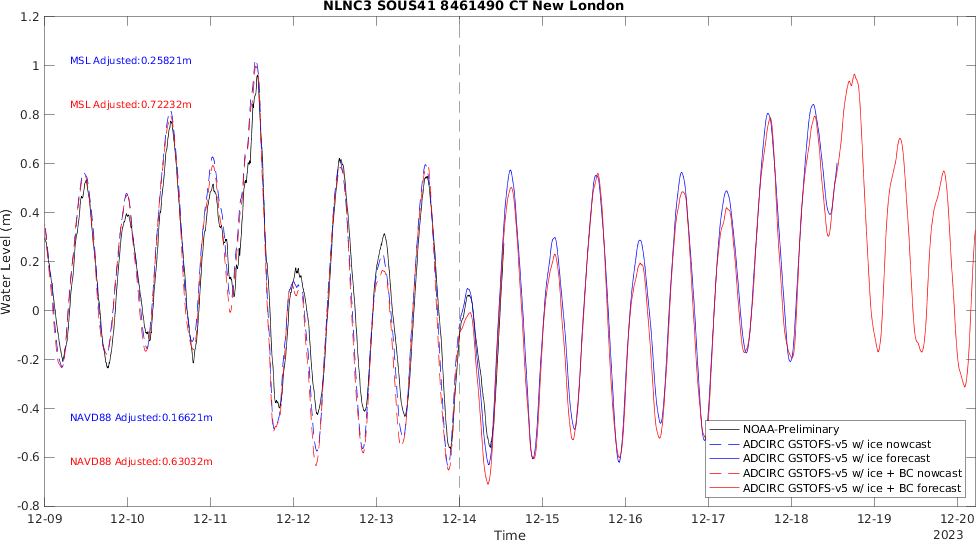 NLNC3 SOUS41 8461490 CT New London
1.2
1
0.8
0.6
0.4
0.2
0
-0.2
-0.4
-0.6
-0.8
Water Level (m)
MSL Adjusted:0.25821m
MSL Adjusted:0.72232m
NAVD88 Adjusted:0.16621m
NAVD88 Adjusted:0.63032m
NOAA-Preliminary
ADCIRC GSTOFS-v5 w/ ice nowcast
ADCIRC GSTOFS-v5 w/ ice forecast
ADCIRC GSTOFS-v5 w/ ice + BC nowcast
ADCIRC GSTOFS-v5 w/ ice + BC forecast
12-09 12-10 12-11 12-12 12-13 12-14 12-15 12-16 12-17 12-18 12-19 12-20
Time
2023